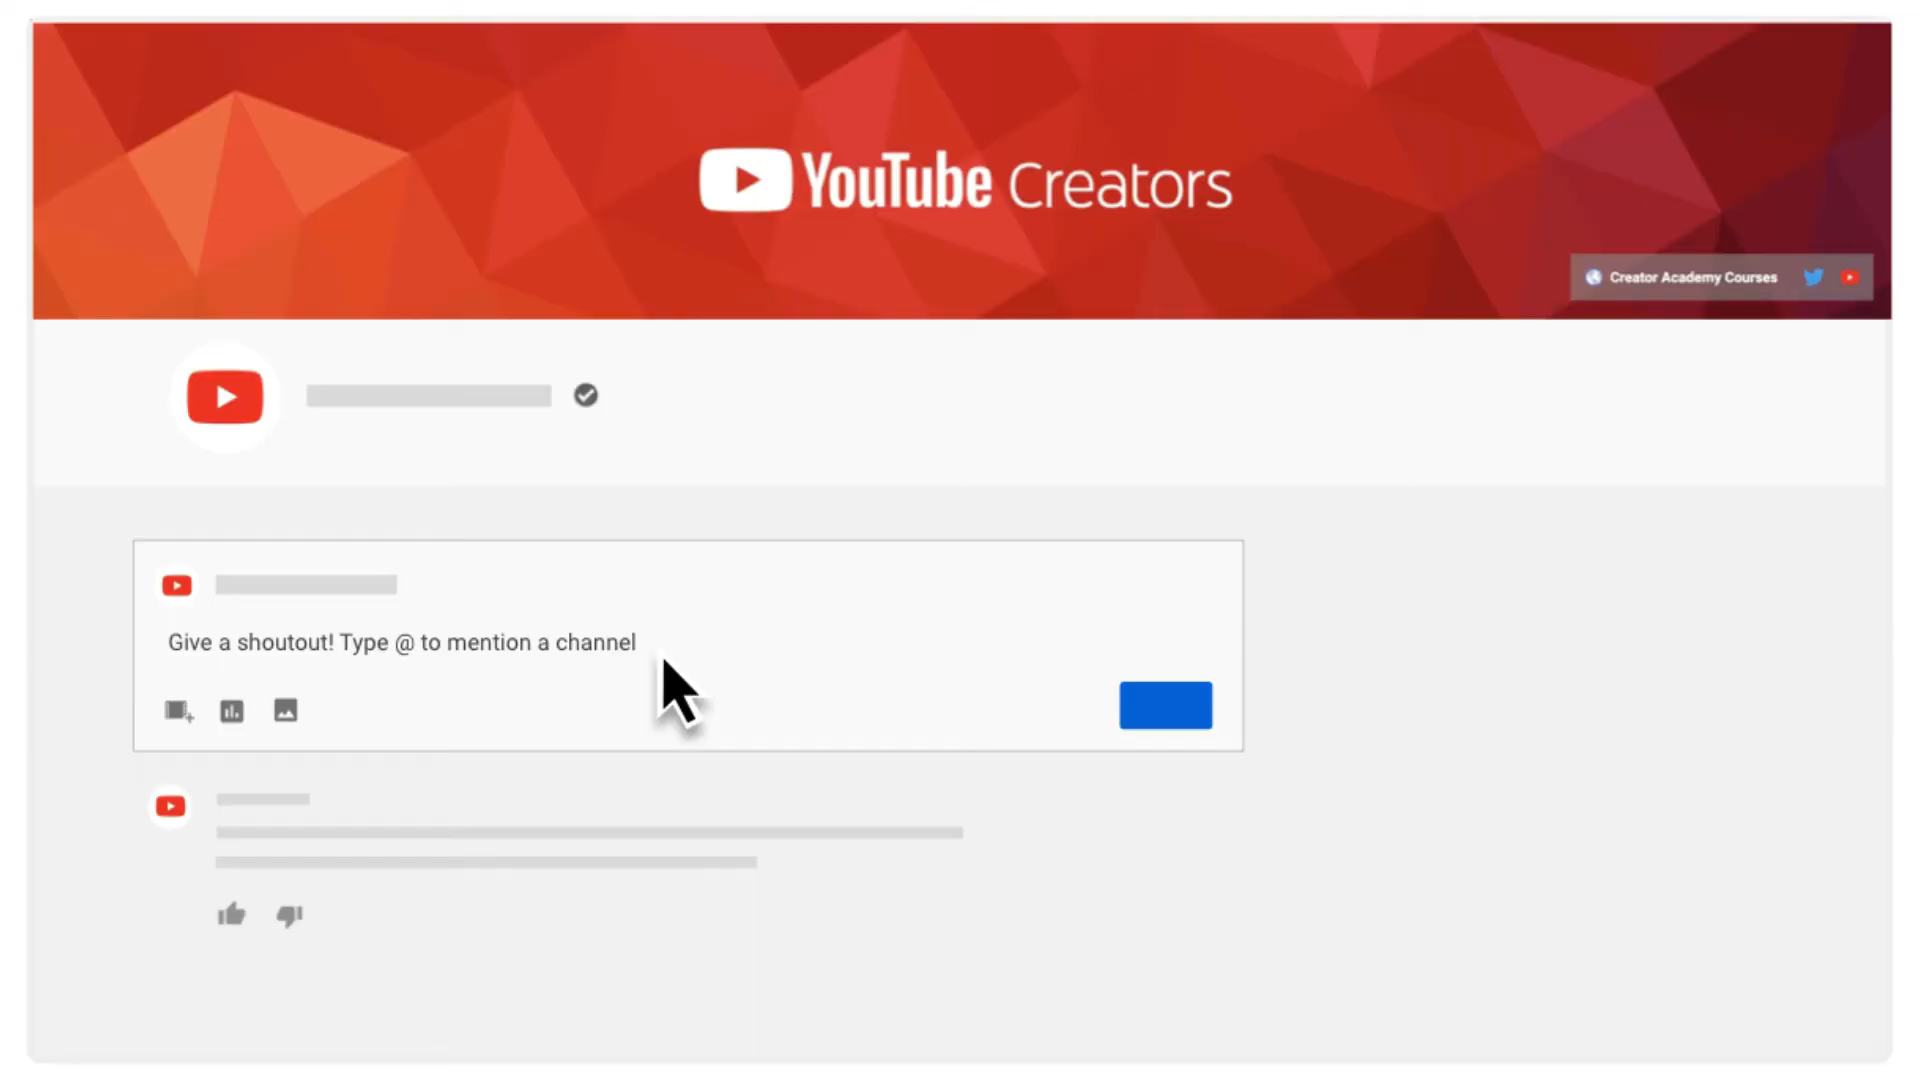 YouTube Creators
Creator Academy Courses
Give a shoutout! Type @ to mention a channel